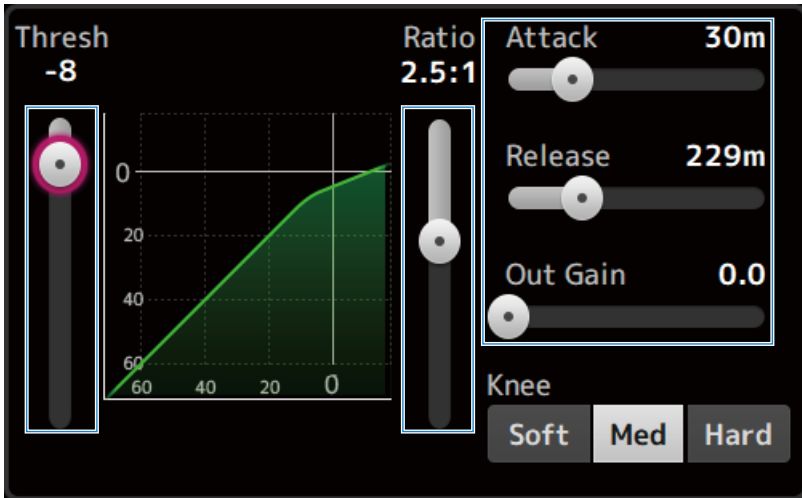 Thresh
-8
Ratio
2.5:1
Attack 30m
Release 229m
Out Gain 0.0
0
20
40
60
60 40 20 0
Knee
Soft Med Hard